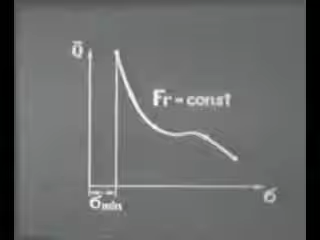 Q̄
Fr = const
σmin
σ